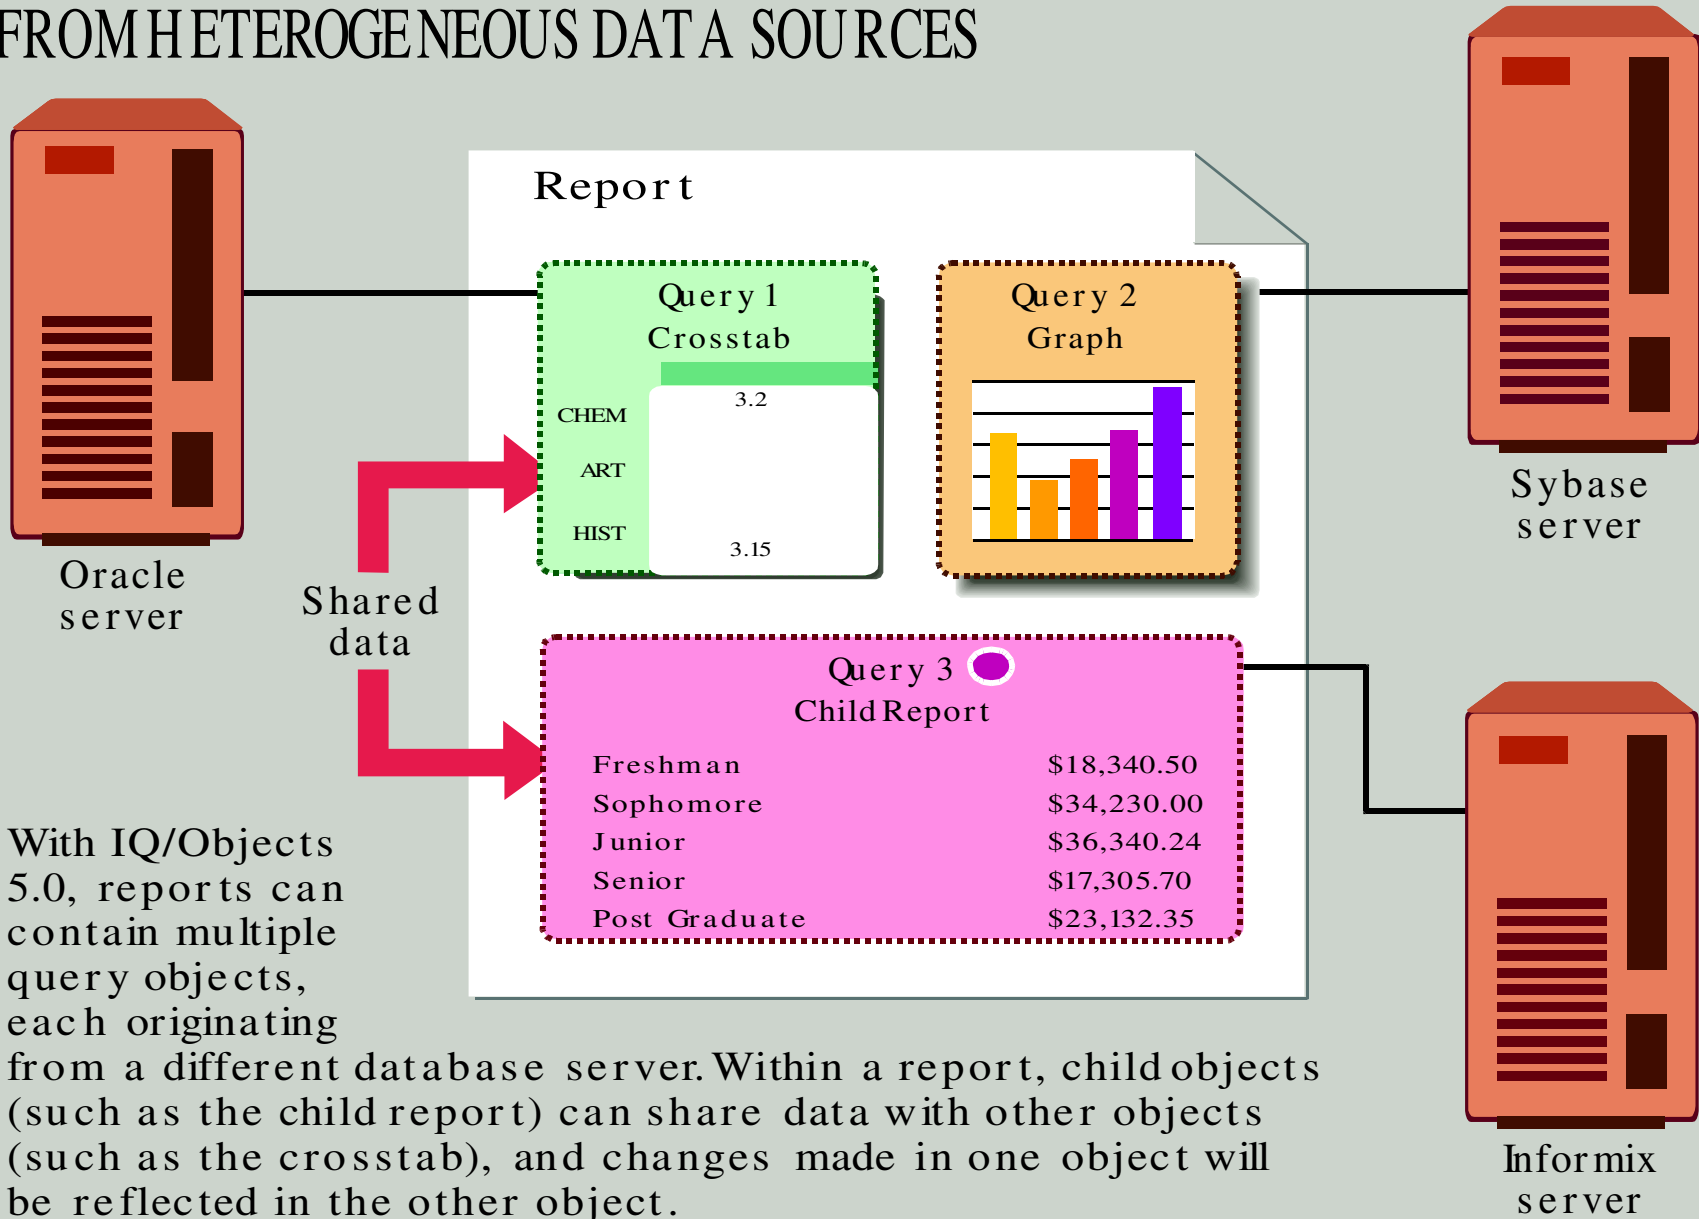 FROM HETEROGENEOUS DATA SOURCES
Report
Query 1
Crosstab
CHEM
3.2
ART
HIST
3.15
Query 2
Graph
Oracle
server
Sybase
server
Shared
data
Query 3
Child Report
Freshman $18,340.50
Sophomore $34,230.00
Junior $36,340.24
Senior $17,305.70
Post Graduate $23,132.35
Informix
server
With IQ/Objects
5.0, reports can
contain multiple
query objects,
each originating
from a different database server. Within a report, child objects
(such as the child report) can share data with other objects
(such as the crosstab), and changes made in one object will
be reflected in the other object.